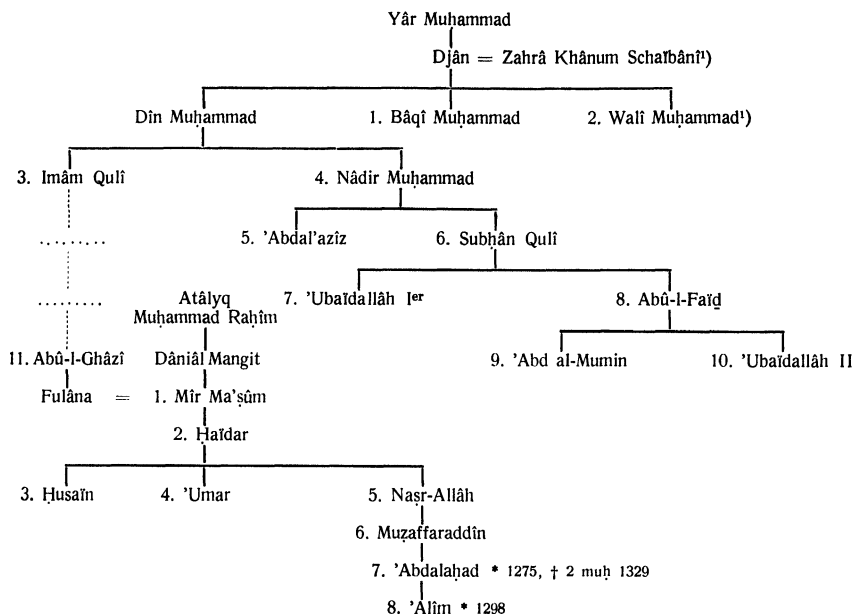 Yâr Muḥammad
Djân = Zahrâ Khânum Schaïbânî¹)
Dîn Muḥammad 1. Bâqî Muḥammad 2. Walî Muḥammad¹)
3. Imâm Qulî 4. Nâdir Muḥammad
......... 5. ’Abdal’azîz 6. Subḥân Qulî
......... Atâlyq 7. ’Ubaïdallâh Iᵉʳ 8. Abû-l-Faïḏ
Muḥammad Raḥîm
11. Abû-l-Ghâzî Dâniâl Mangit 9. ’Abd al-Mumin 10. ’Ubaïdallâh II
Fulâna = 1. Mîr Ma’ṣûm
2. Ḥaïdar
3. Ḥusaïn 4. ’Umar 5. Naṣr-Allâh
6. Muẓaffaraddîn
7. ’Abdalaḥad * 1275, † 2 muḥ 1329
8. ’Alîm * 1298